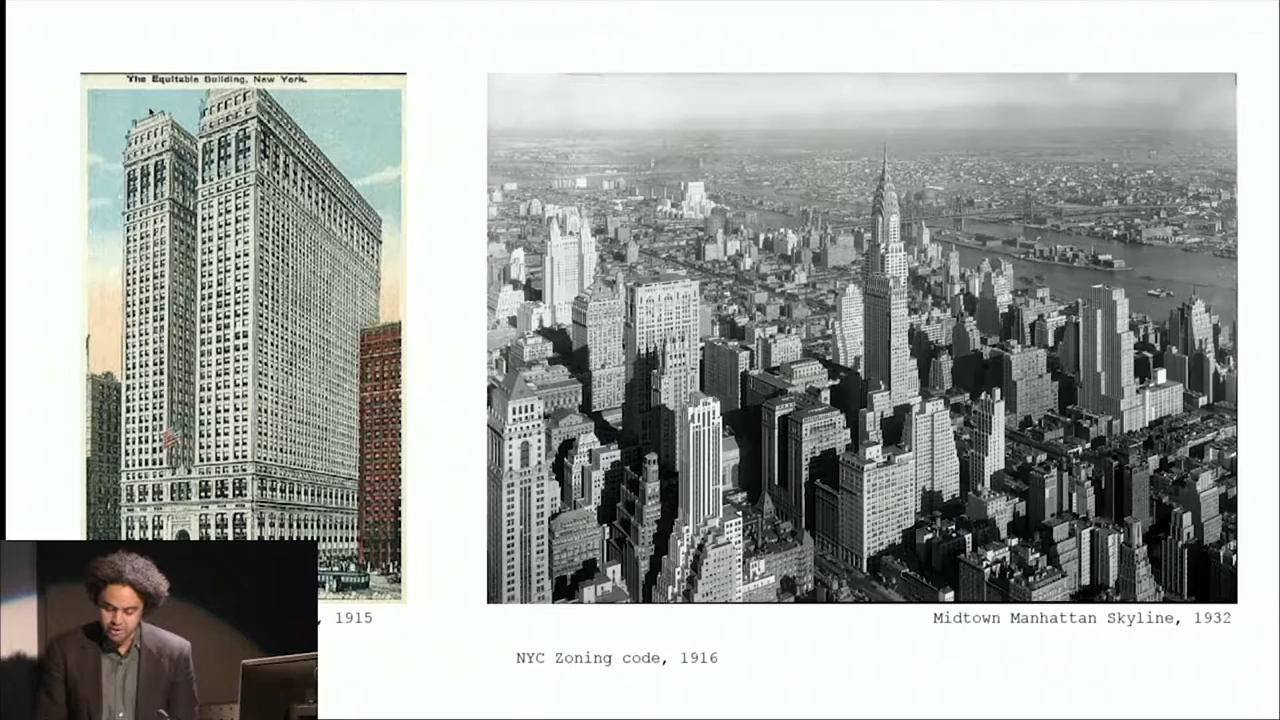 The Equitable Building, New York.
, 1915
Midtown Manhattan Skyline, 1932
NYC Zoning code, 1916